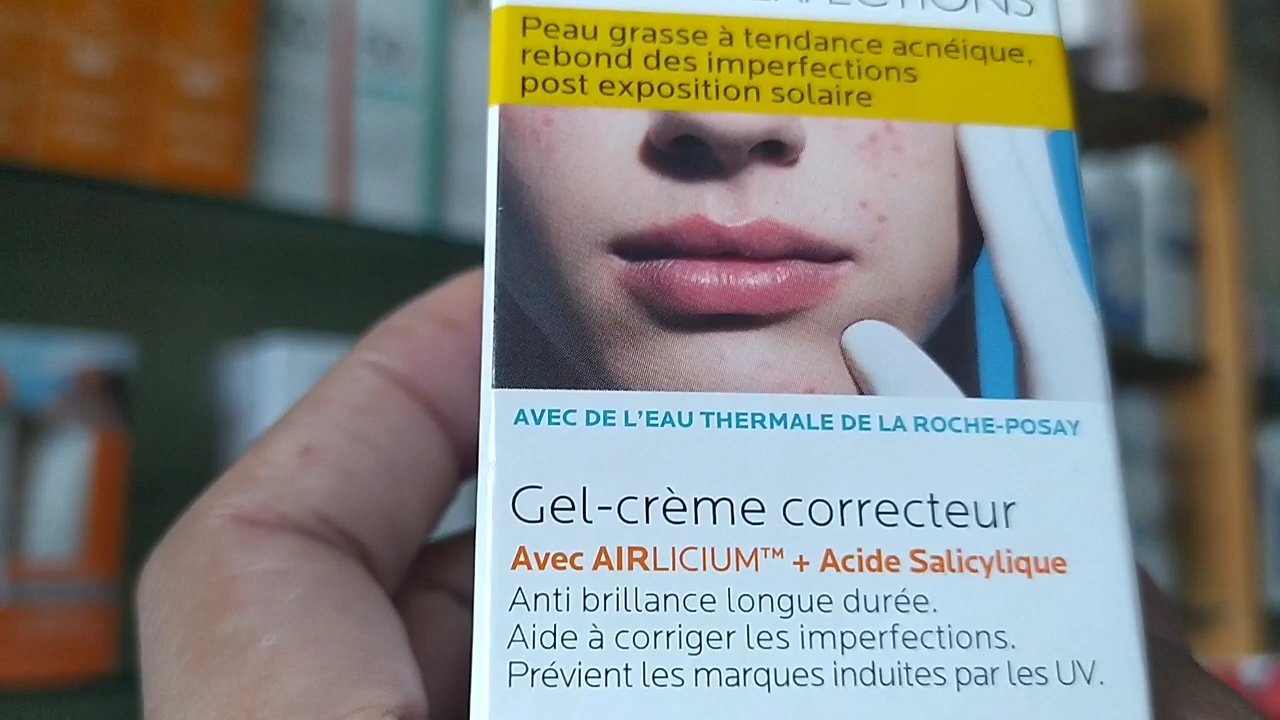 Peau grasse à tendance acnéique,
rebond des imperfections
post exposition solaire
AVEC DE L'EAU THERMALE DE LA ROCHE-POSAY
Gel-crème correcteur
Avec AIRLICIUM™ + Acide Salicylique
Anti brillance longue durée.
Aide à corriger les imperfections.
Prévient les marques induites par les UV.